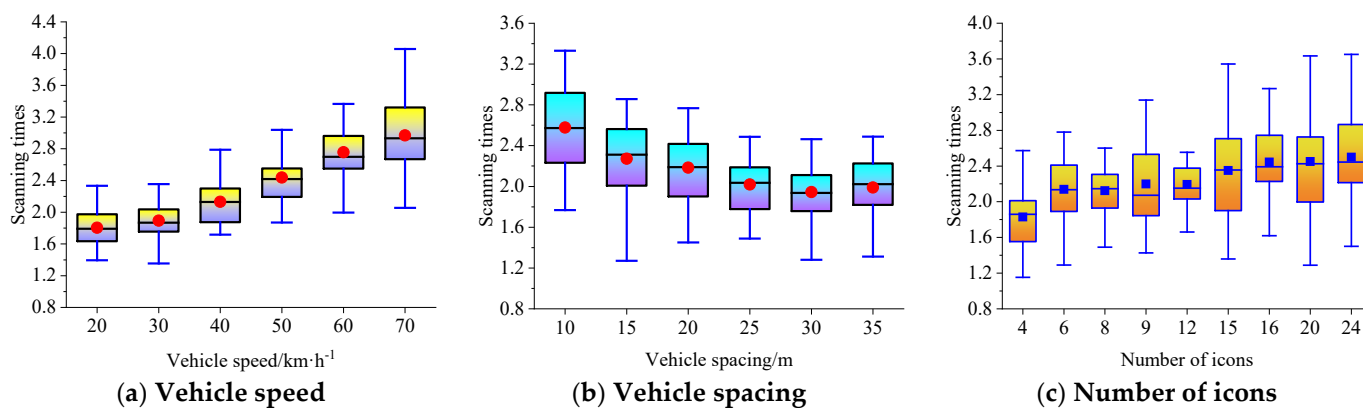 Scanning times
4.4
4.0
3.6
3.2
2.8
2.4
2.0
1.6
1.2
0.8
20 30 40 50 60 70
Vehicle speed/km·h⁻¹
(a) Vehicle speed
Scanning times
3.6
3.2
2.8
2.4
2.0
1.6
1.2
0.8
10 15 20 25 30 35
Vehicle spacing/m
(b) Vehicle spacing
Scanning times
4.0
3.6
3.2
2.8
2.4
2.0
1.6
1.2
0.8
4 6 8 9 12 15 16 20 24
Number of icons
(c) Number of icons